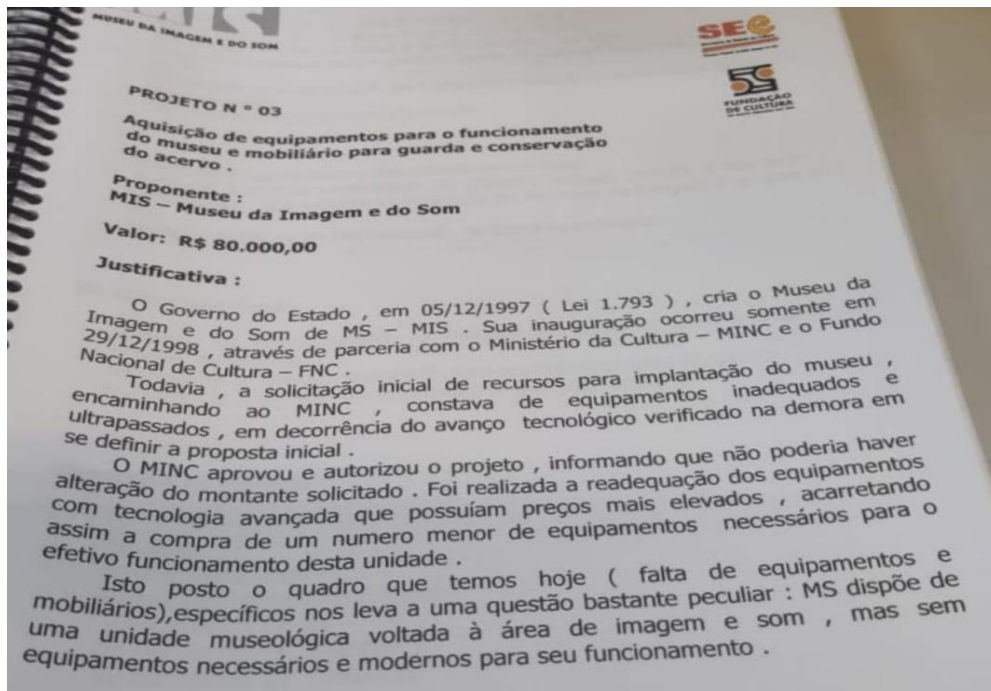 MUSEU DA IMAGEM E DO SOM
SEe
FUNDAÇÃO
DE CULTURA
PROJETO N º 03
Aquisição de equipamentos para o funcionamento
do museu e mobiliário para guarda e conservação
do acervo .
Proponente :
MIS – Museu da Imagem e do Som
Valor: R$ 80.000,00
Justificativa :
O Governo do Estado , em 05/12/1997 ( Lei 1.793 ) , cria o Museu da
Imagem e do Som de MS – MIS . Sua inauguração ocorreu somente em
29/12/1998 , através de parceria com o Ministério da Cultura – MINC e o Fundo
Nacional de Cultura – FNC .
Todavia , a solicitação inicial de recursos para implantação do museu ,
encaminhando ao MINC , constava de equipamentos inadequados e
ultrapassados , em decorrência do avanço tecnológico verificado na demora em
se definir a proposta inicial .
O MINC aprovou e autorizou o projeto , informando que não poderia haver
alteração do montante solicitado . Foi realizada a readequação dos equipamentos
com tecnologia avançada que possuíam preços mais elevados , acarretando
assim a compra de um numero menor de equipamentos necessários para o
efetivo funcionamento desta unidade .
Isto posto o quadro que temos hoje ( falta de equipamentos e
mobiliários),específicos nos leva a uma questão bastante peculiar : MS dispõe de
uma unidade museológica voltada à área de imagem e som , mas sem
equipamentos necessários e modernos para seu funcionamento .